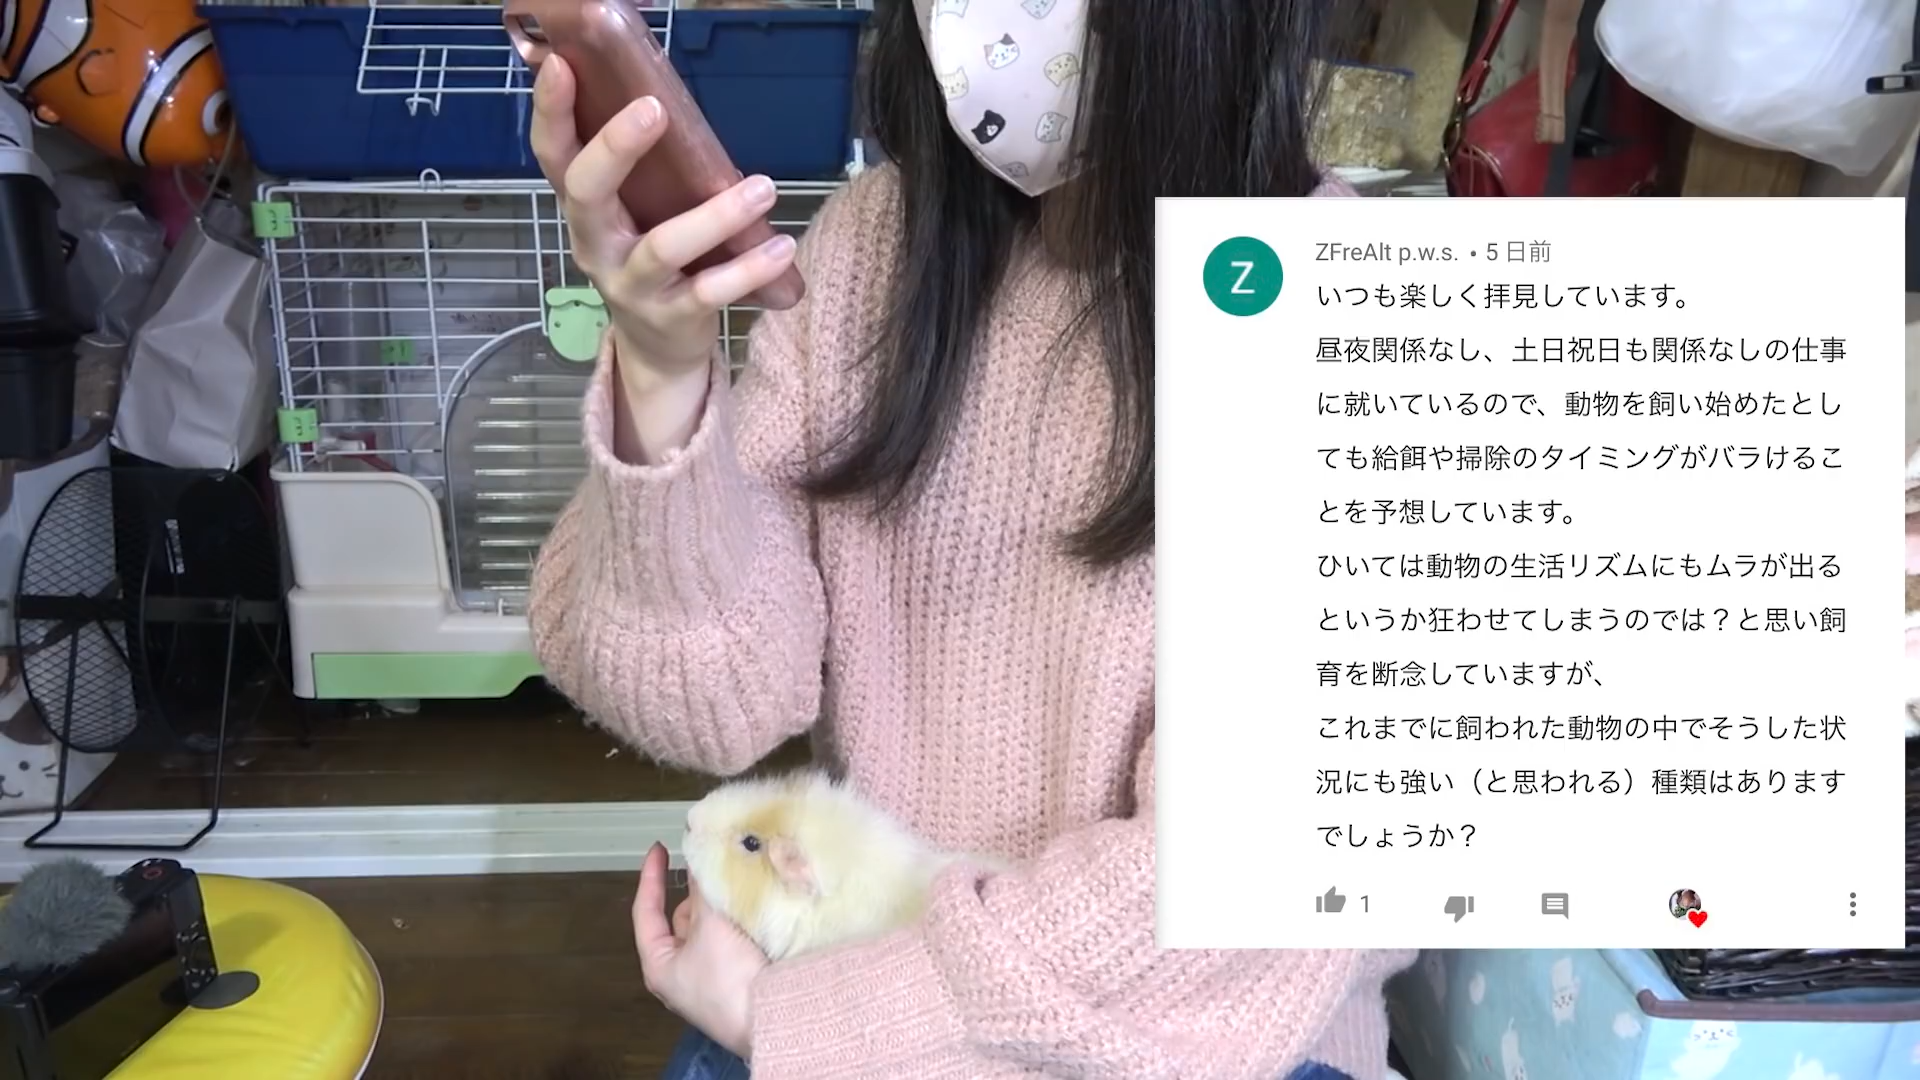 Z
ZFreAlt p.w.s. • 5 日前
いつも楽しく拝見しています。
昼夜関係なし、土日祝日も関係なしの仕事
に就いているので、動物を飼い始めたとし
ても給餌や掃除のタイミングがバラけるこ
とを予想しています。
ひいては動物の生活リズムにもムラが出る
というか狂わせてしまうのでは？と思い飼
育を断念していますが、
これまでに飼われた動物の中でそうした状
況にも強い（と思われる）種類はあります
でしょうか？
1